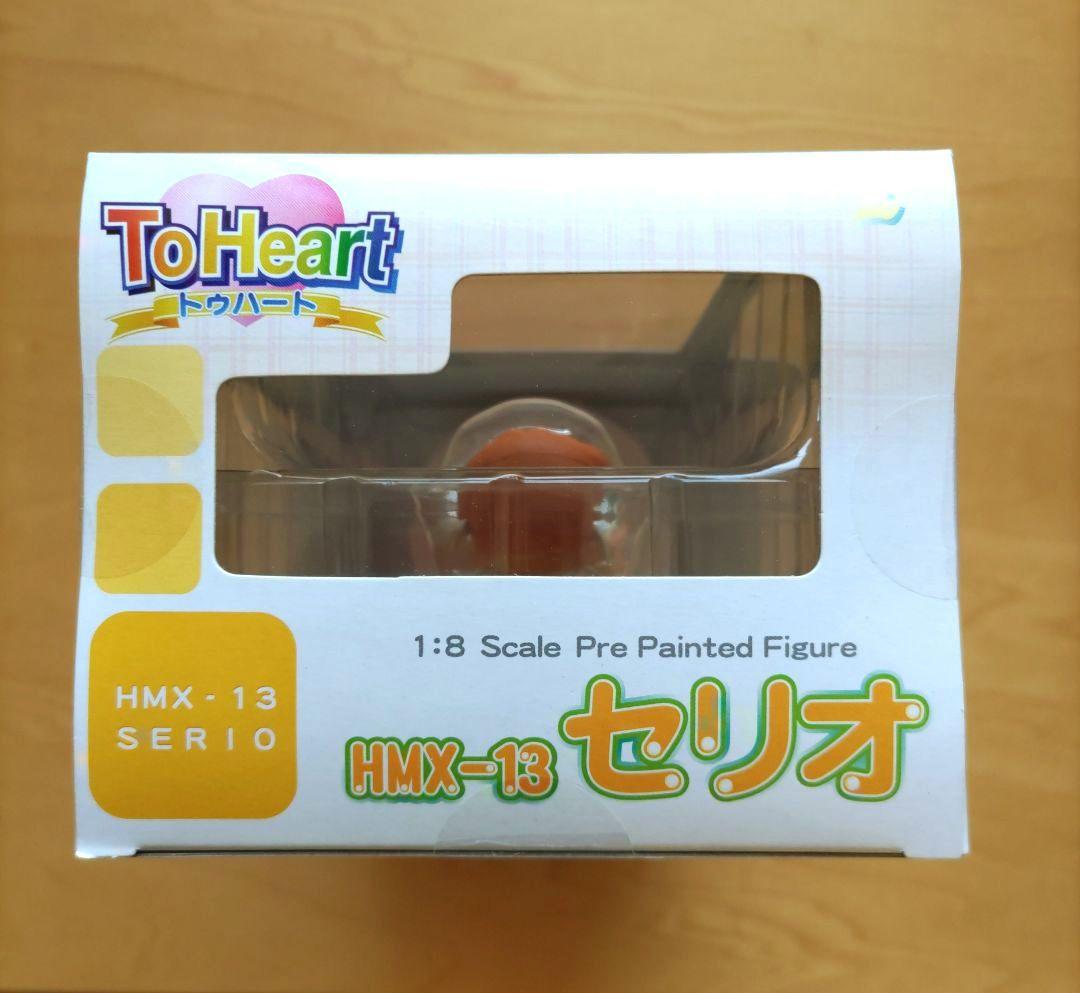 ToHeart
トゥハート
1:8 Scale Pre Painted Figure
HMX-13
SERIO
HMX-13 セリオ